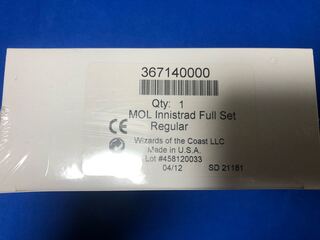 367140000
Qty: 1
MOL Innistrad Full Set
CE Regular
Wizards of the Coast LLC
Made in U.S.A.
Lot #458120033
04/12 SD 21181